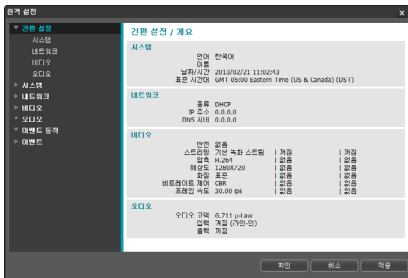 원격 설정
간편 설정
시스템
네트워크
비디오
오디오
시스템
네트워크
비디오
오디오
이벤트 동작
이벤트
간편 설정 / 개요
시스템
언어 한국어
이름
날짜/시간 2013/02/21 11:02:43
표준 시간대 GMT-05:00 Eastern Time (US & Canada) (DST)
네트워크
종류 DHCP
IP 주소 0.0.0.0
DNS 서버 0.0.0.0
비디오
반전 없음
스트리밍 기본 녹화 스트림 | 꺼짐 | 꺼짐
압축 H.264 | 없음 | 없음
해상도 1280X720 | 없음 | 없음
화질 표준 | 없음 | 없음
비트레이트 제어 CBR | 없음 | 없음
프레임 속도 30.00 ips | 없음 | 없음
오디오
오디오 코덱 G.711 μ-Law
입력 꺼짐 (라인-인)
출력 꺼짐
확인 취소 적용